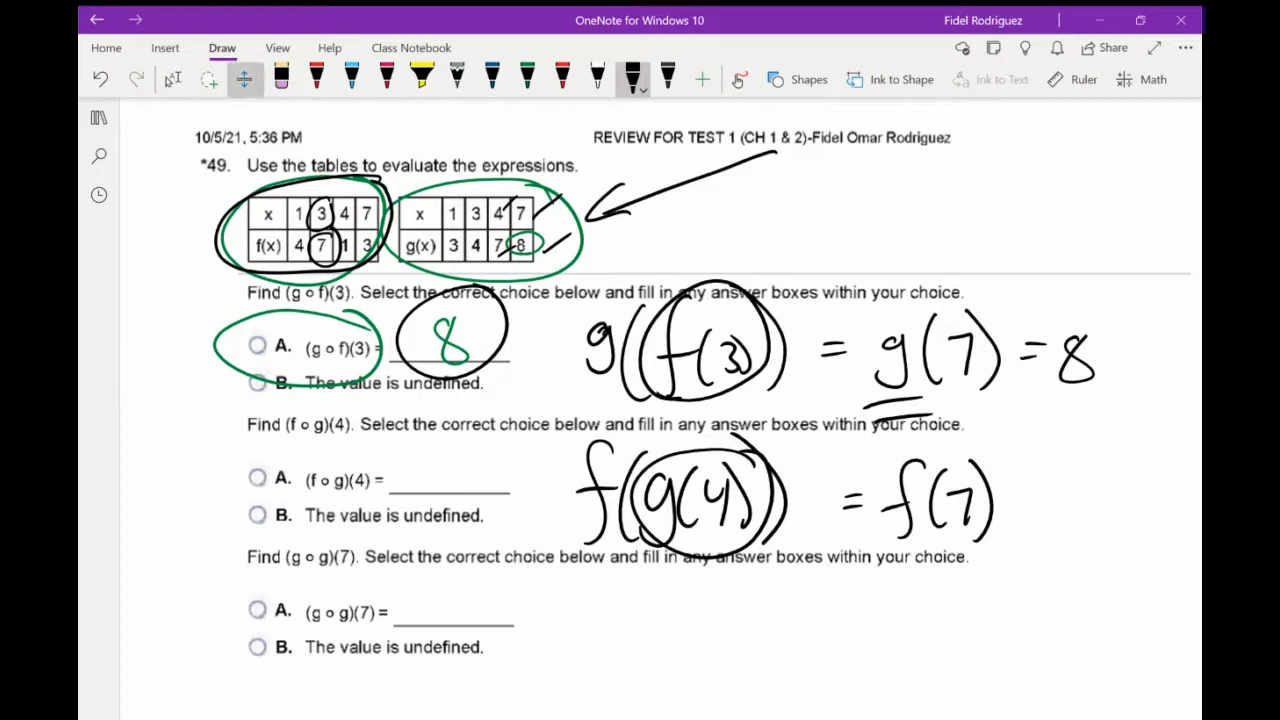 OneNote for Windows 10 Fidel Rodriguez
Home Insert Draw View Help Class Notebook Share
Shapes Ink to Shape Ink to Text Ruler Math
10/5/21, 5:36 PM REVIEW FOR TEST 1 (CH 1 & 2)-Fidel Omar Rodriguez
*49. Use the tables to evaluate the expressions.
x 1 3 4 7 x 1 3 4 7
f(x) 4 7 1 3 g(x) 3 4 7 8
Find (g o f)(3). Select the correct choice below and fill in any answer boxes within your choice.
A. (g o f)(3) = 8 g(f(3)) = g(7) = 8
B. The value is undefined.
Find (f o g)(4). Select the correct choice below and fill in any answer boxes within your choice.
A. (f o g)(4) = f(g(4)) = f(7)
B. The value is undefined.
Find (g o g)(7). Select the correct choice below and fill in any answer boxes within your choice.
A. (g o g)(7) =
B. The value is undefined.